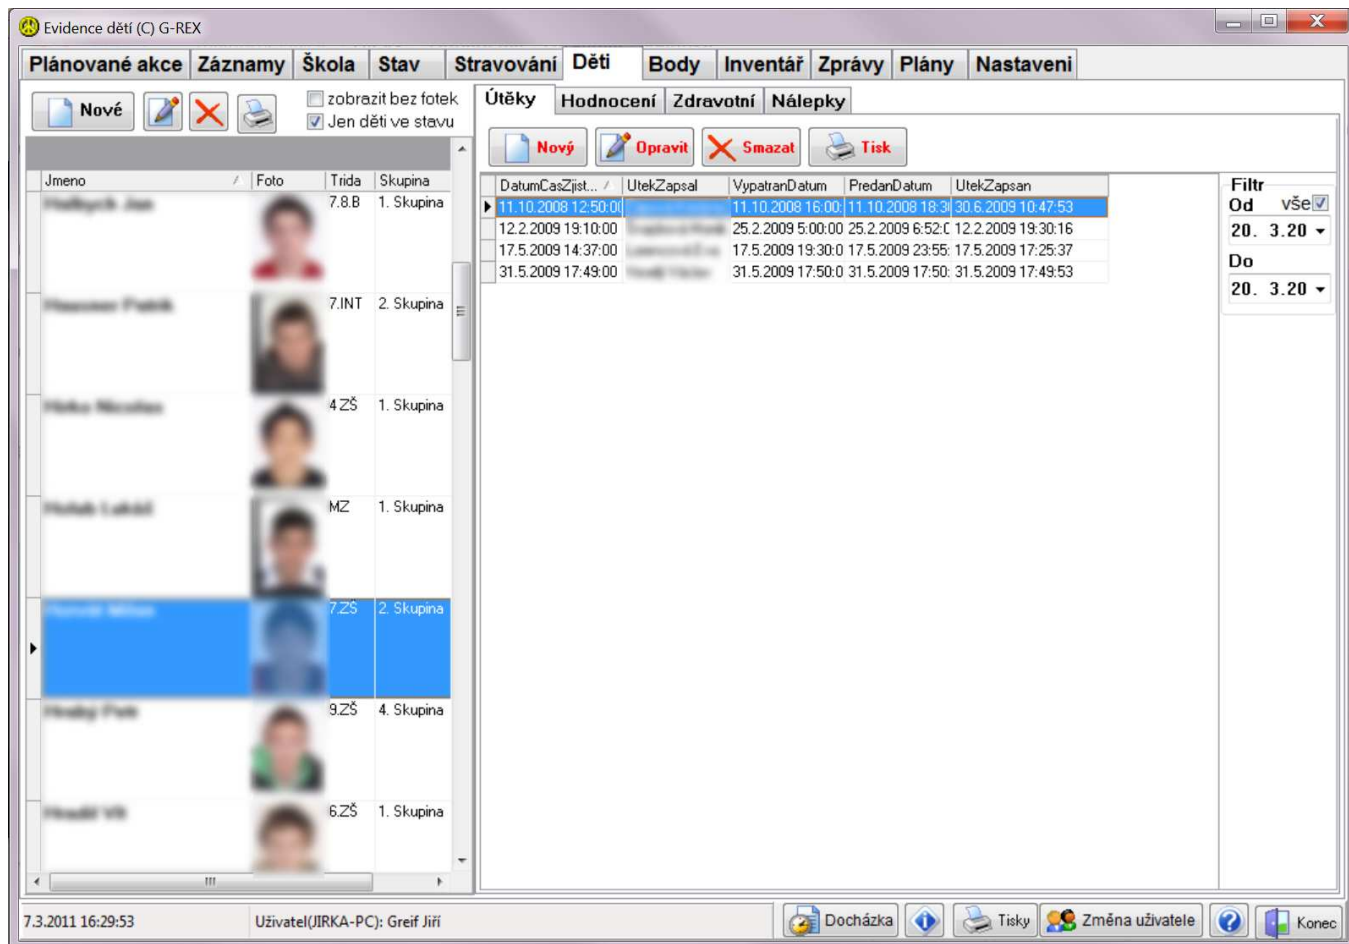 Evidence dětí (C) G-REX
Plánované akce Záznamy Škola Stav Stravování Děti Body Inventář Zprávy Plány Nastaveni
Nové
zobrazit bez fotek
Jen děti ve stavu
Jmeno Foto Trida Skupina
7.8.B 1. Skupina
7.INT 2. Skupina
4.ZŠ 1. Skupina
MZ 1. Skupina
7.ZŠ 2. Skupina
9.ZŠ 4. Skupina
6.ZŠ 1. Skupina
Útěky Hodnocení Zdravotní Nálepky
Nový Opravit Smazat Tisk
DatumCasZjist... UtekZapsal VypatranDatum PredanDatum UtekZapsan
11.10.2008 12:50:00 11.10.2008 16:00: 11.10.2008 18:3 30.6.2009 10:47:53
12.2.2009 19:10:00 25.2.2009 5:00:00 25.2.2009 6:52:0 12.2.2009 19:30:16
17.5.2009 14:37:00 17.5.2009 19:30:0 17.5.2009 23:55: 17.5.2009 17:25:37
31.5.2009 17:49:00 31.5.2009 17:50:0 31.5.2009 17:50: 31.5.2009 17:49:53
Filtr
Od vše
20. 3.20
Do
20. 3.20
7.3.2011 16:29:53 Uživatel(JIRKA-PC): Greif Jiří Docházka Tisky Změna uživatele Konec